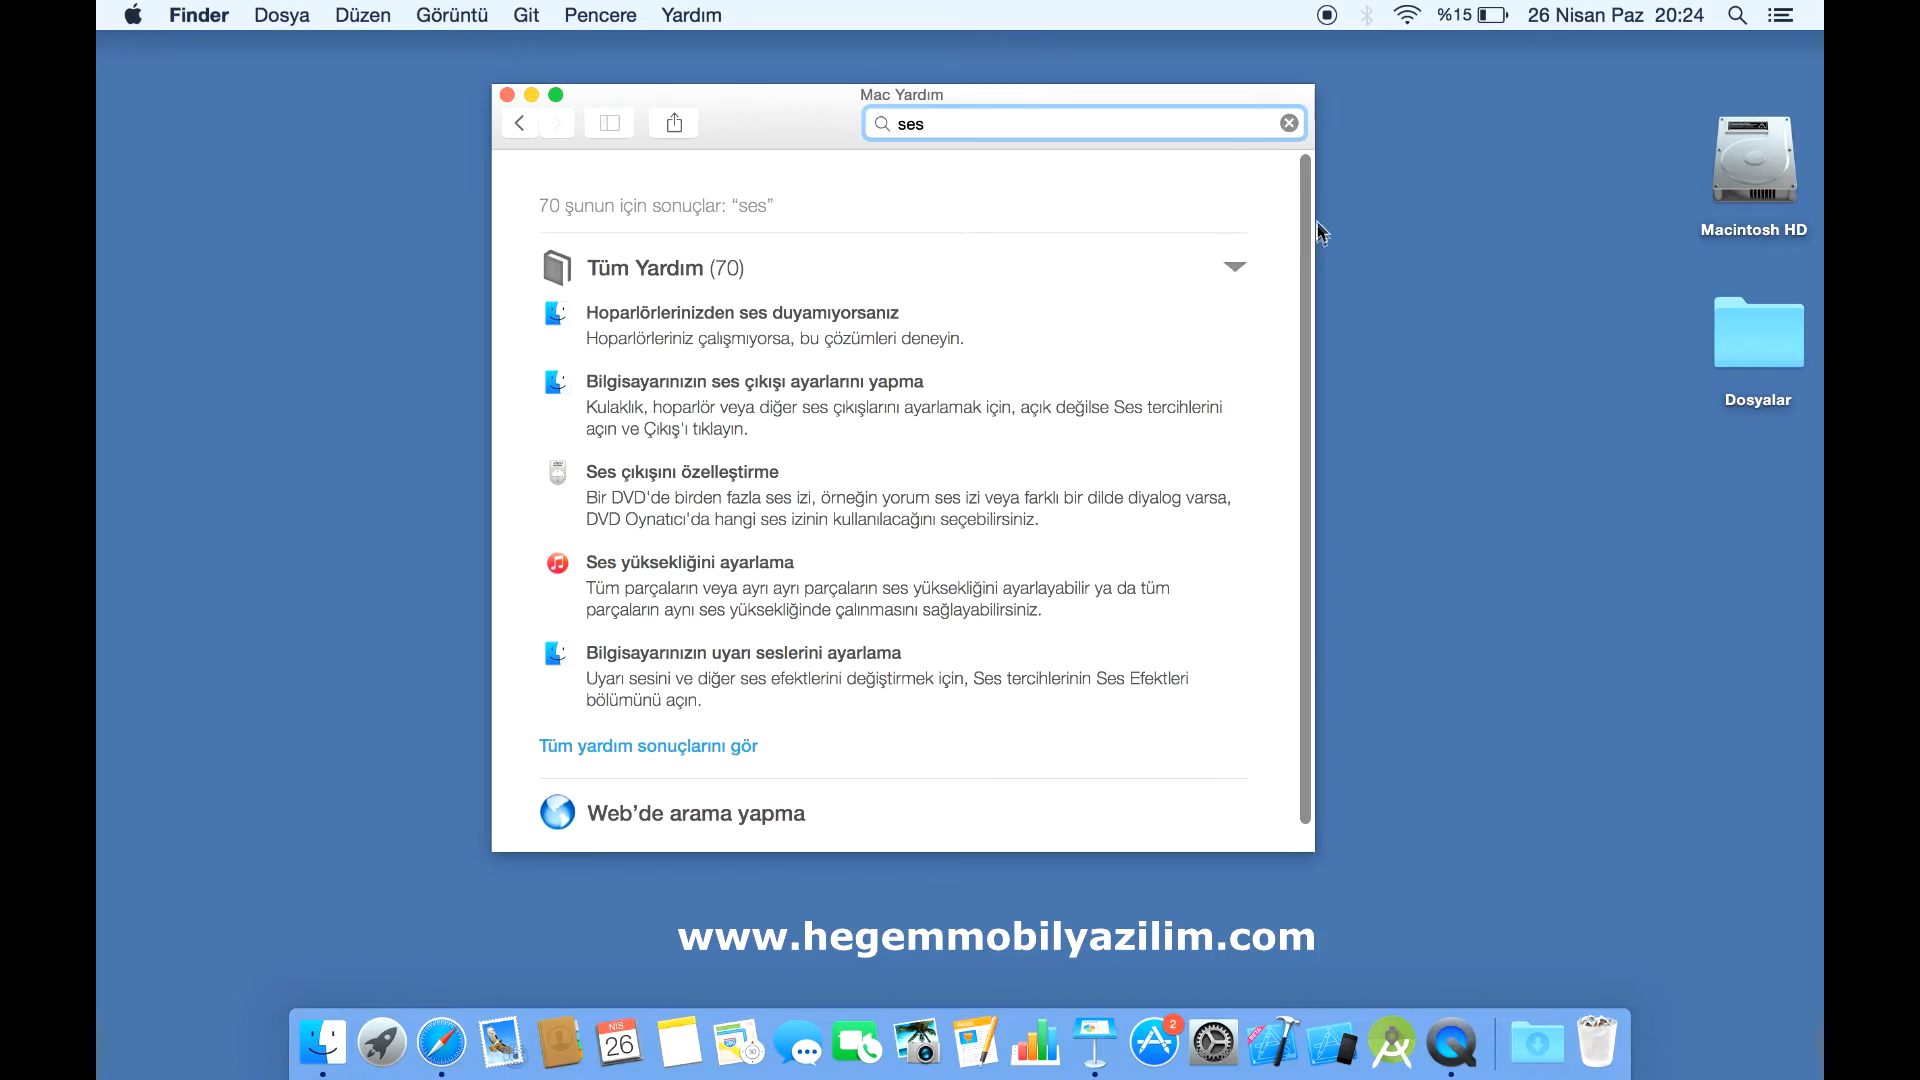 Finder Dosya Düzen Görüntü Git Pencere Yardım %15 26 Nisan Paz 20:24
Mac Yardım
ses
70 şunun için sonuçlar: “ses”
Tüm Yardım (70)
Hoparlörlerinizden ses duyamıyorsanız
Hoparlörleriniz çalışmıyorsa, bu çözümleri deneyin.
Bilgisayarınızın ses çıkışı ayarlarını yapma
Kulaklık, hoparlör veya diğer ses çıkışlarını ayarlamak için, açık değilse Ses tercihlerini
açın ve Çıkış'ı tıklayın.
Ses çıkışını özelleştirme
Bir DVD'de birden fazla ses izi, örneğin yorum ses izi veya farklı bir dilde diyalog varsa,
DVD Oynatıcı'da hangi ses izinin kullanılacağını seçebilirsiniz.
Ses yüksekliğini ayarlama
Tüm parçaların veya ayrı ayrı parçaların ses yüksekliğini ayarlayabilir ya da tüm
parçaların aynı ses yüksekliğinde çalınmasını sağlayabilirsiniz.
Bilgisayarınızın uyarı seslerini ayarlama
Uyarı sesini ve diğer ses efektlerini değiştirmek için, Ses tercihlerinin Ses Efektleri
bölümünü açın.
Tüm yardım sonuçlarını gör
Web’de arama yapma
Macintosh HD
Dosyalar
www.hegemmobilyazilim.com
NİS
26
2